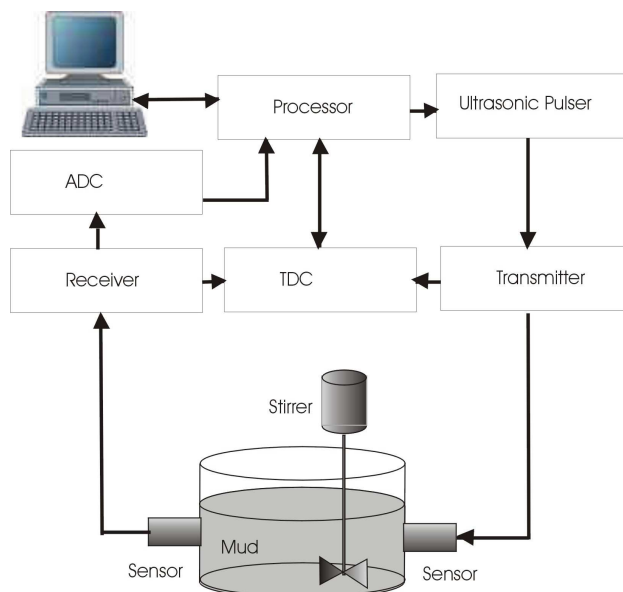 Processor
Ultrasonic Pulser
ADC
Receiver
TDC
Transmitter
Stirrer
Mud
Sensor
Sensor